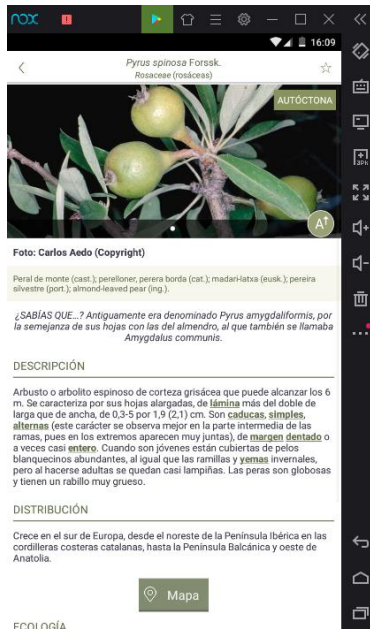 nox
16:09
Pyrus spinosa Forssk.
Rosaceae (rosáceas)
AUTÓCTONA
A
Foto: Carlos Aedo (Copyright)
Peral de monte (cast.); perelloner, perera borda (cat.); madari-latxa (eusk.); pereira
silvestre (port.); almond-leaved pear (ing.).
¿SABÍAS QUE...? Antiguamente era denominado Pyrus amygdaliformis, por
la semejanza de sus hojas con las del almendro, al que también se llamaba
Amygdalus communis.
DESCRIPCIÓN
Arbusto o arbolito espinoso de corteza grisácea que puede alcanzar los 6
m. Se caracteriza por sus hojas alargadas, de lámina más del doble de
larga que de ancha, de 0,3-5 por 1,9 (2,1) cm. Son caducas, simples,
alternas (este carácter se observa mejor en la parte intermedia de las
ramas, pues en los extremos aparecen muy juntas), de margen dentado o
a veces casi entero. Cuando son jóvenes están cubiertas de pelos
blanquecinos abundantes, al igual que las ramillas y yemas invernales,
pero al hacerse adultas se quedan casi lampiñas. Las peras son globosas
y tienen un rabillo muy grueso.
DISTRIBUCIÓN
Crece en el sur de Europa, desde el noreste de la Península Ibérica en las
cordilleras costeras catalanas, hasta la Península Balcánica y oeste de
Anatolia.
Mapa
ECOLOGÍA